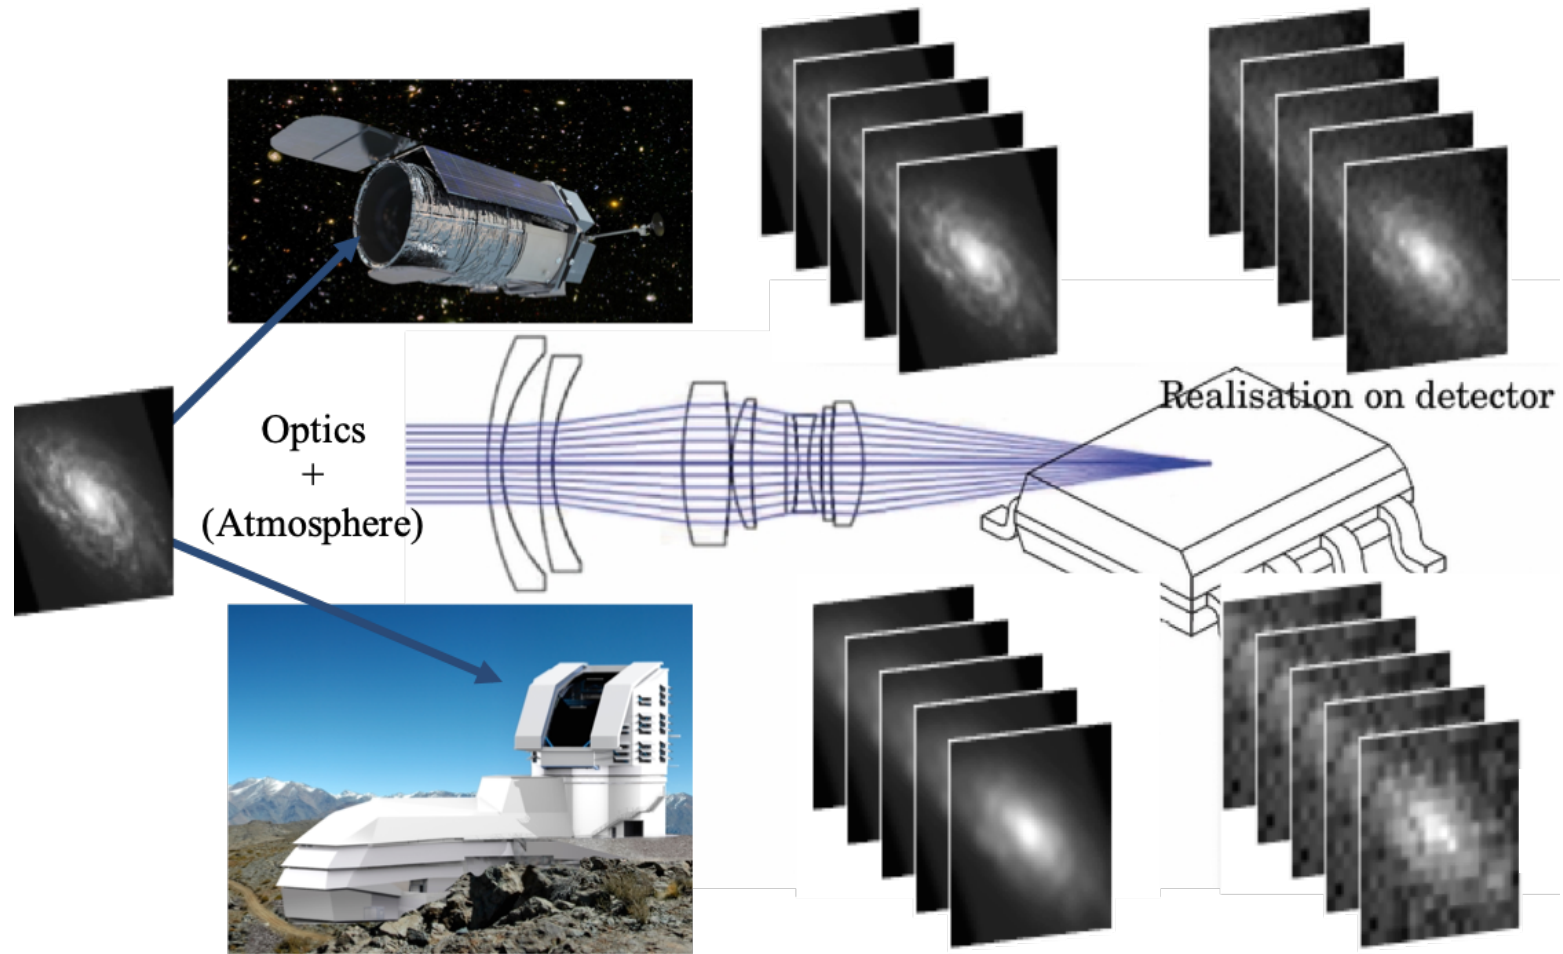 Optics
+
(Atmosphere)
Realisation on detector